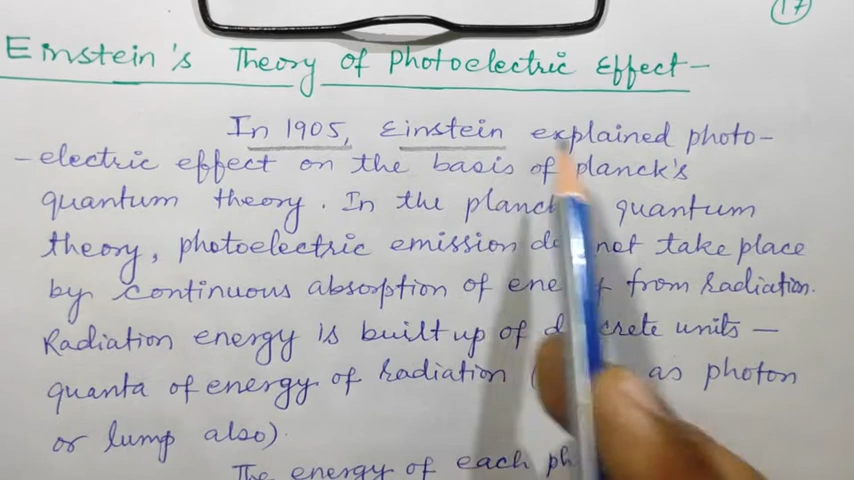 17
Einstein's Theory of Photoelectric Effect-
In 1905, Einstein explained photo-
-electric effect on the basis of planck's
quantum theory. In the quantum
theory, photoelectric emission not take place
by continuous absorption of from radiation.
Radiation energy is built up of units -
quanta of energy of radiation ( as photon
or lump also).
The energy of each